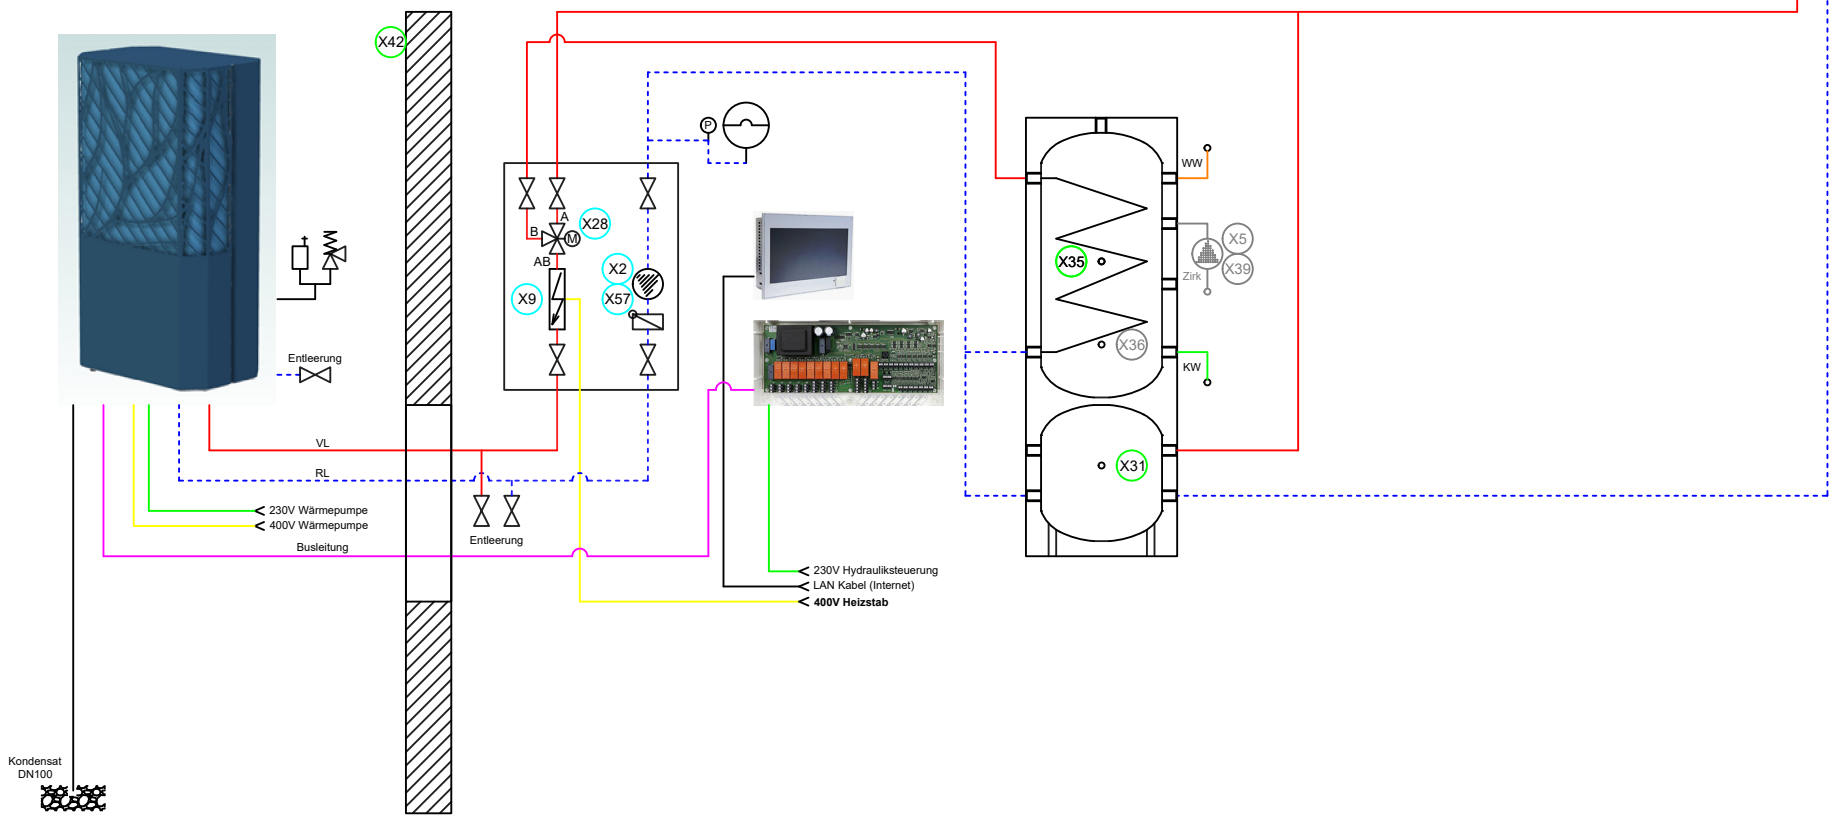 X42
P
WW
A
X28
B
M
X5
AB
X2
X35
X39
Zirk
X9
X57
X36
Entleerung
KW
VL
X31
RL
230V Wärmepumpe
400V Wärmepumpe
Entleerung
Busleitung
230V Hydrauliksteuerung
LAN Kabel (Internet)
400V Heizstab
Kondensat
DN100